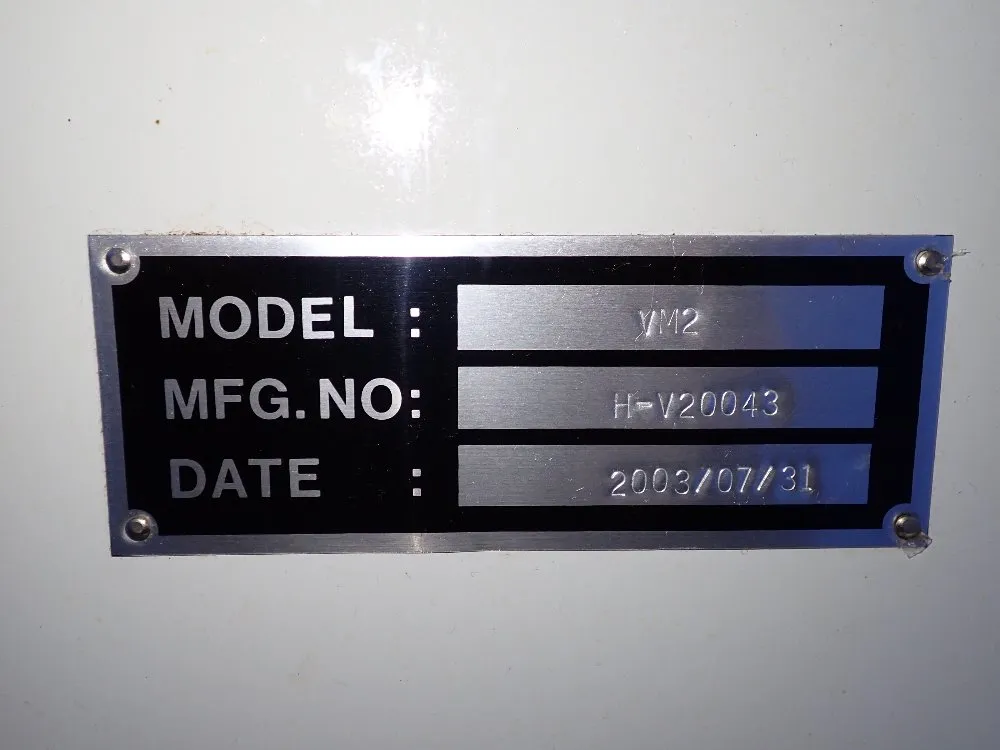 MODEL : VM2
MFG. NO: H-V20043
DATE : 2003/07/31